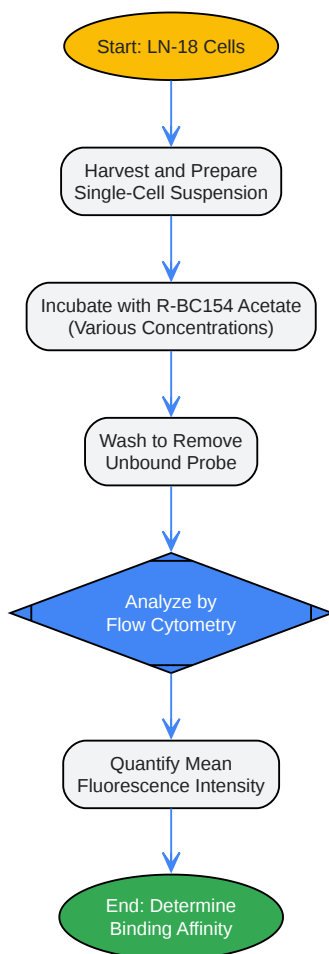 Start: LN-18 Cells
Harvest and Prepare
Single-Cell Suspension
Incubate with R-BC154 Acetate
(Various Concentrations)
Wash to Remove
Unbound Probe
Analyze by
Flow Cytometry
Quantify Mean
Fluorescence Intensity
End: Determine
Binding Affinity